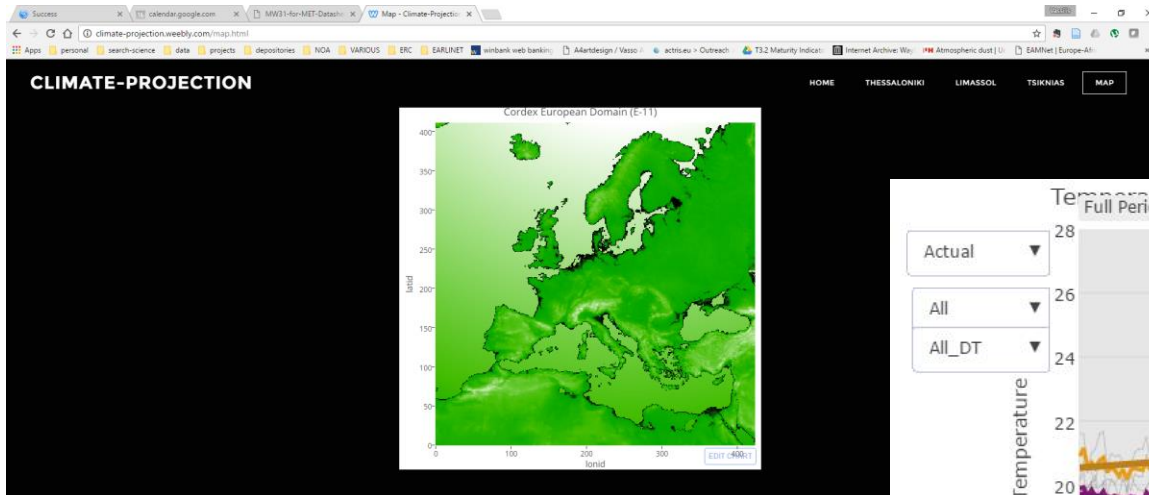 Success
calendar.google.com
MW31-for-MET-Datashe
Map - Climate-Projection
climate-projection.weebly.com/map.html
Apps personal search-science data projects depositories NOA VARIOUS ERC EARLINET winbank web banking A4artdesign / Vasso actris.eu > Outreach T3.2 Maturity Indicat Internet Archive: Way Atmospheric dust | U EAMNet | Europe-Af
CLIMATE-PROJECTION
HOME THESSALONIKI LIMASSOL TSIKNIAS MAP
Cordex European Domain (E-11)
400
350
300
250
200
150
100
50
0
latid
0 100 200 300 400
lonid
EDIT CHART
Full Peri
Actual
All
All_DT
28
26
24
22
20
Temperature